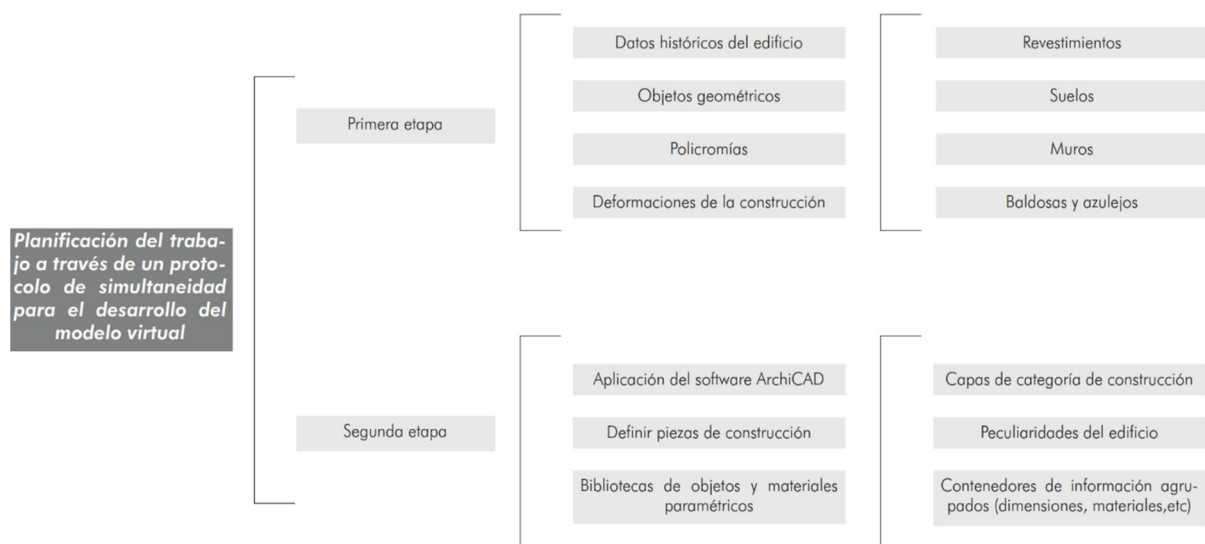 Planificación del traba-
jo a través de un proto-
colo de simultaneidad
para el desarrollo del
modelo virtual
Primera etapa
Datos históricos del edificio
Objetos geométricos
Policromías
Deformaciones de la construcción
Revestimientos
Suelos
Muros
Baldosas y azulejos
Segunda etapa
Aplicación del software ArchiCAD
Definir piezas de construcción
Bibliotecas de objetos y materiales
paramétricos
Capas de categoría de construcción
Peculiaridades del edificio
Contenedores de información agru-
pados (dimensiones, materiales,etc)